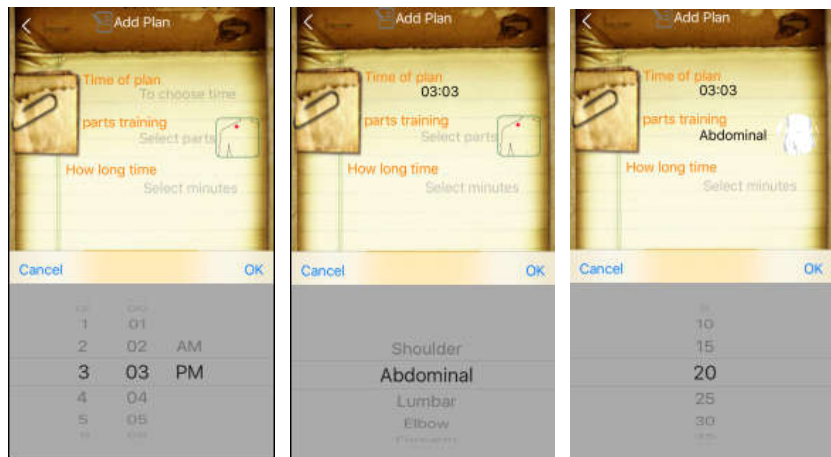 Add Plan
Time of plan
To choose time
parts training
Select parts
How long time
Select minutes
Cancel OK
1 01
2 02 AM
3 03 PM
4 04
5 05
Add Plan
Time of plan
03:03
parts training
Select parts
How long time
Select minutes
Cancel OK
Shoulder
Abdominal
Lumbar
Elbow
Add Plan
Time of plan
03:03
parts training
Abdominal
How long time
Select minutes
Cancel OK
10
15
20
25
30